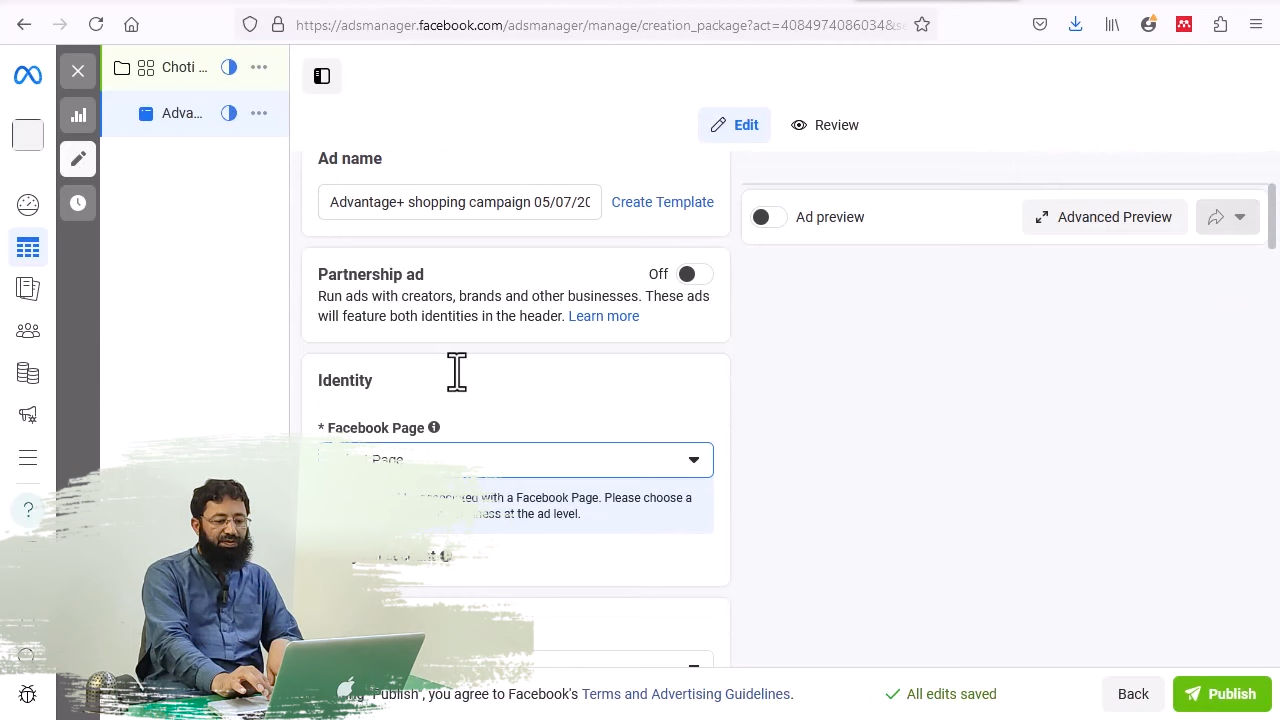 https://adsmanager.facebook.com/adsmanager/manage/creation_package?act=4084974086034&s
Choti ...
Adva...
Edit
Review
Ad name
Advantage+ shopping campaign 05/07/20
Create Template
Ad preview
Advanced Preview
Partnership ad
Off
Run ads with creators, brands and other businesses. These ads
will feature both identities in the header. Learn more
Identity
* Facebook Page
Page
with a Facebook Page. Please choose a
at the ad level.
Publish", you agree to Facebook's Terms and Advertising Guidelines.
All edits saved
Back
Publish